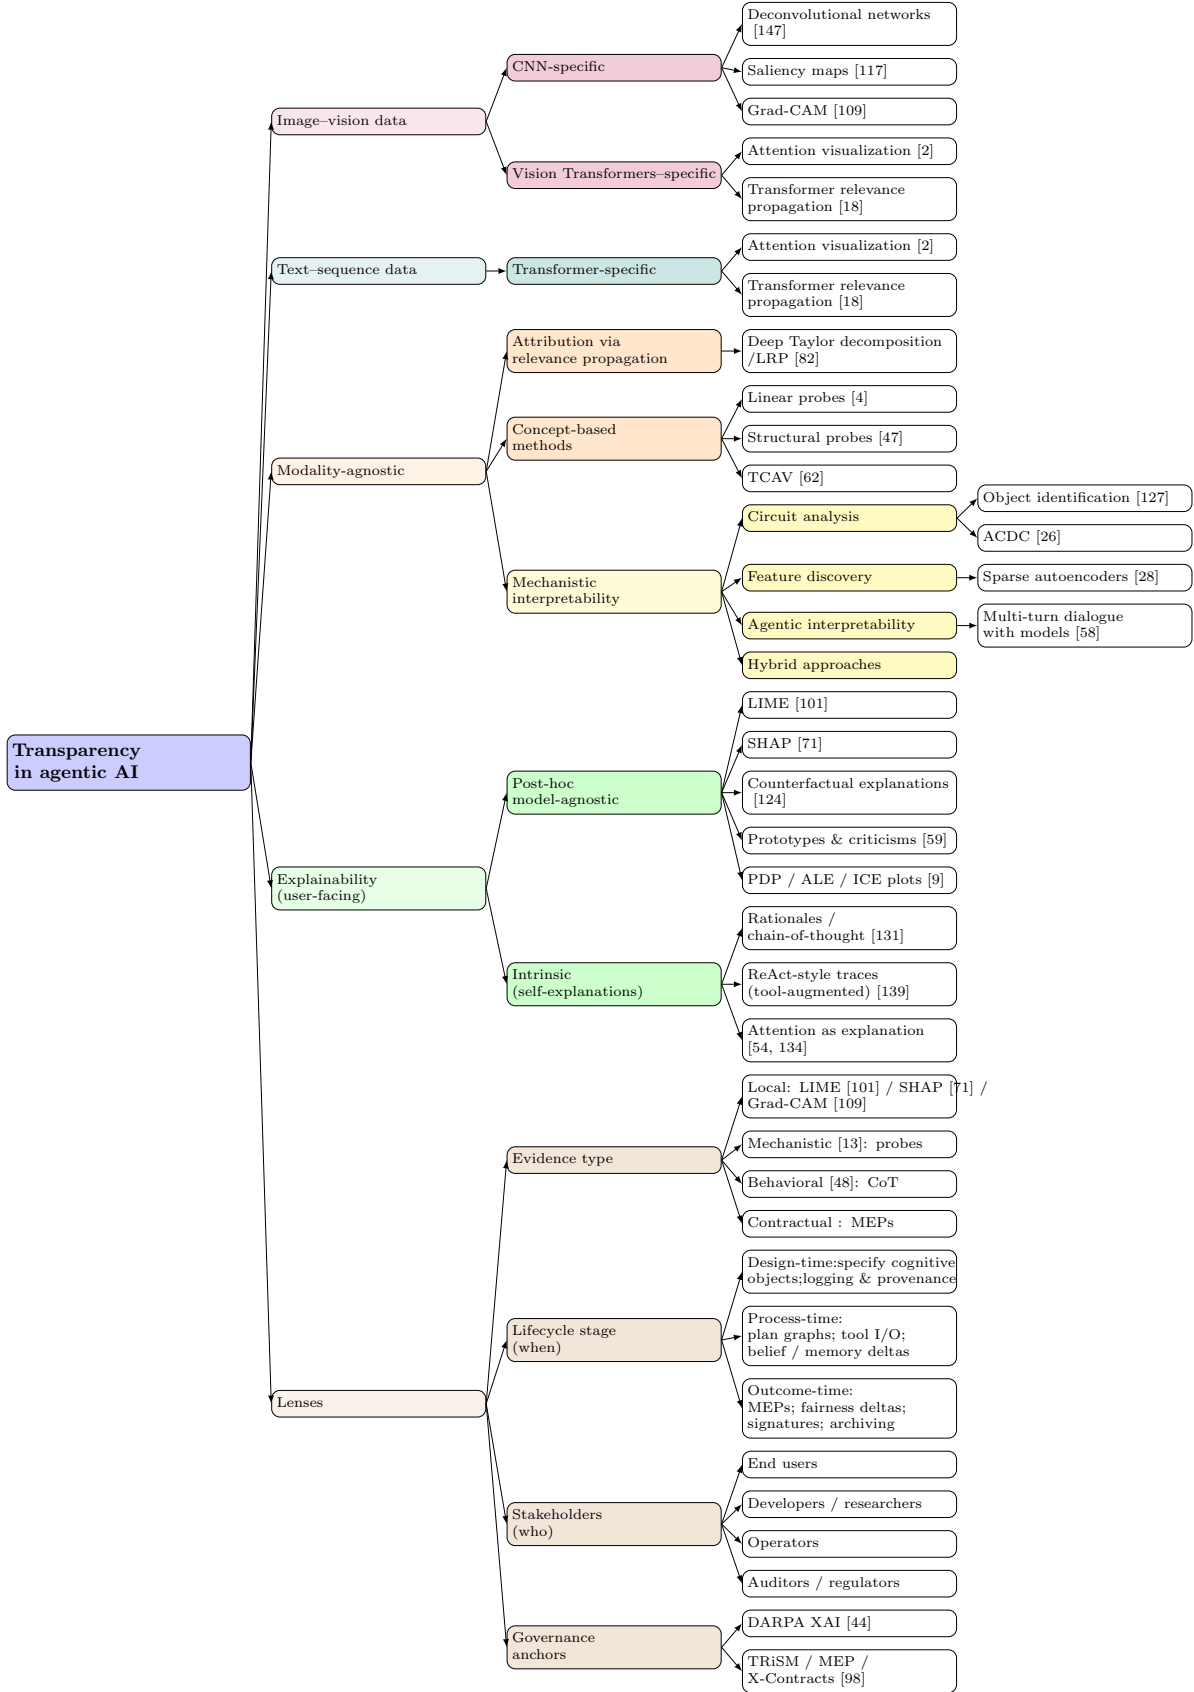 Transparency
in agentic AI
Image–vision data
CNN-specific
Deconvolutional networks
[147]
Saliency maps [117]
Grad-CAM [109]
Vision Transformers–specific
Attention visualization [2]
Transformer relevance
propagation [18]
Text–sequence data
Transformer-specific
Attention visualization [2]
Transformer relevance
propagation [18]
Modality-agnostic
Attribution via
relevance propagation
Deep Taylor decomposition
/LRP [82]
Concept-based
methods
Linear probes [4]
Structural probes [47]
TCAV [62]
Mechanistic
interpretability
Circuit analysis
Object identification [127]
ACDC [26]
Feature discovery
Sparse autoencoders [28]
Agentic interpretability
Multi-turn dialogue
with models [58]
Hybrid approaches
Explainability
(user-facing)
Post-hoc
model-agnostic
LIME [101]
SHAP [71]
Counterfactual explanations
[124]
Prototypes & criticisms [59]
PDP / ALE / ICE plots [9]
Intrinsic
(self-explanations)
Rationales /
chain-of-thought [131]
ReAct-style traces
(tool-augmented) [139]
Attention as explanation
[54, 134]
Lenses
Evidence type
Local: LIME [101] / SHAP [71] /
Grad-CAM [109]
Mechanistic [13]: probes
Behavioral [48]: CoT
Contractual : MEPs
Lifecycle stage
(when)
Design-time:specify cognitive
objects;logging & provenance
Process-time:
plan graphs; tool I/O;
belief / memory deltas
Outcome-time:
MEPs; fairness deltas;
signatures; archiving
Stakeholders
(who)
End users
Developers / researchers
Operators
Auditors / regulators
Governance
anchors
DARPA XAI [44]
TRiSM / MEP /
X-Contracts [98]